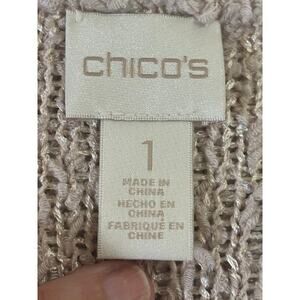 chico's
1
MADE IN
CHINA
HECHO EN
CHINA
FABRIQUÉ EN
CHINE